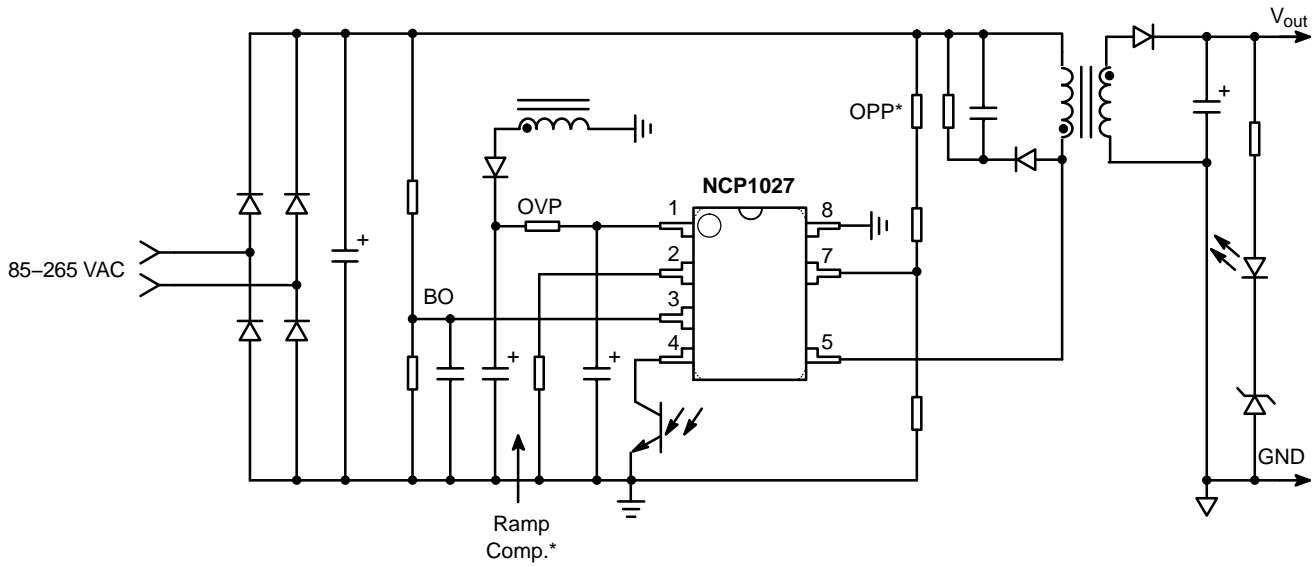 V_out
+
OPP*
+
NCP1027
OVP
1
8
+
2
7
85–265 VAC
BO
3
4
5
+
+
GND
Ramp
Comp.*